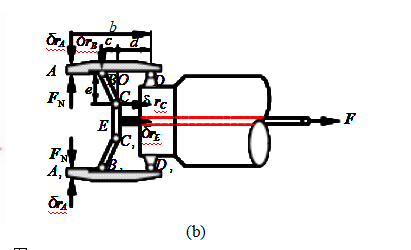 b
δrA δrB c d
A B O D
e C δrC
FN
E F
δrE
FN C1
A1 B1 D1
δrA
(b)